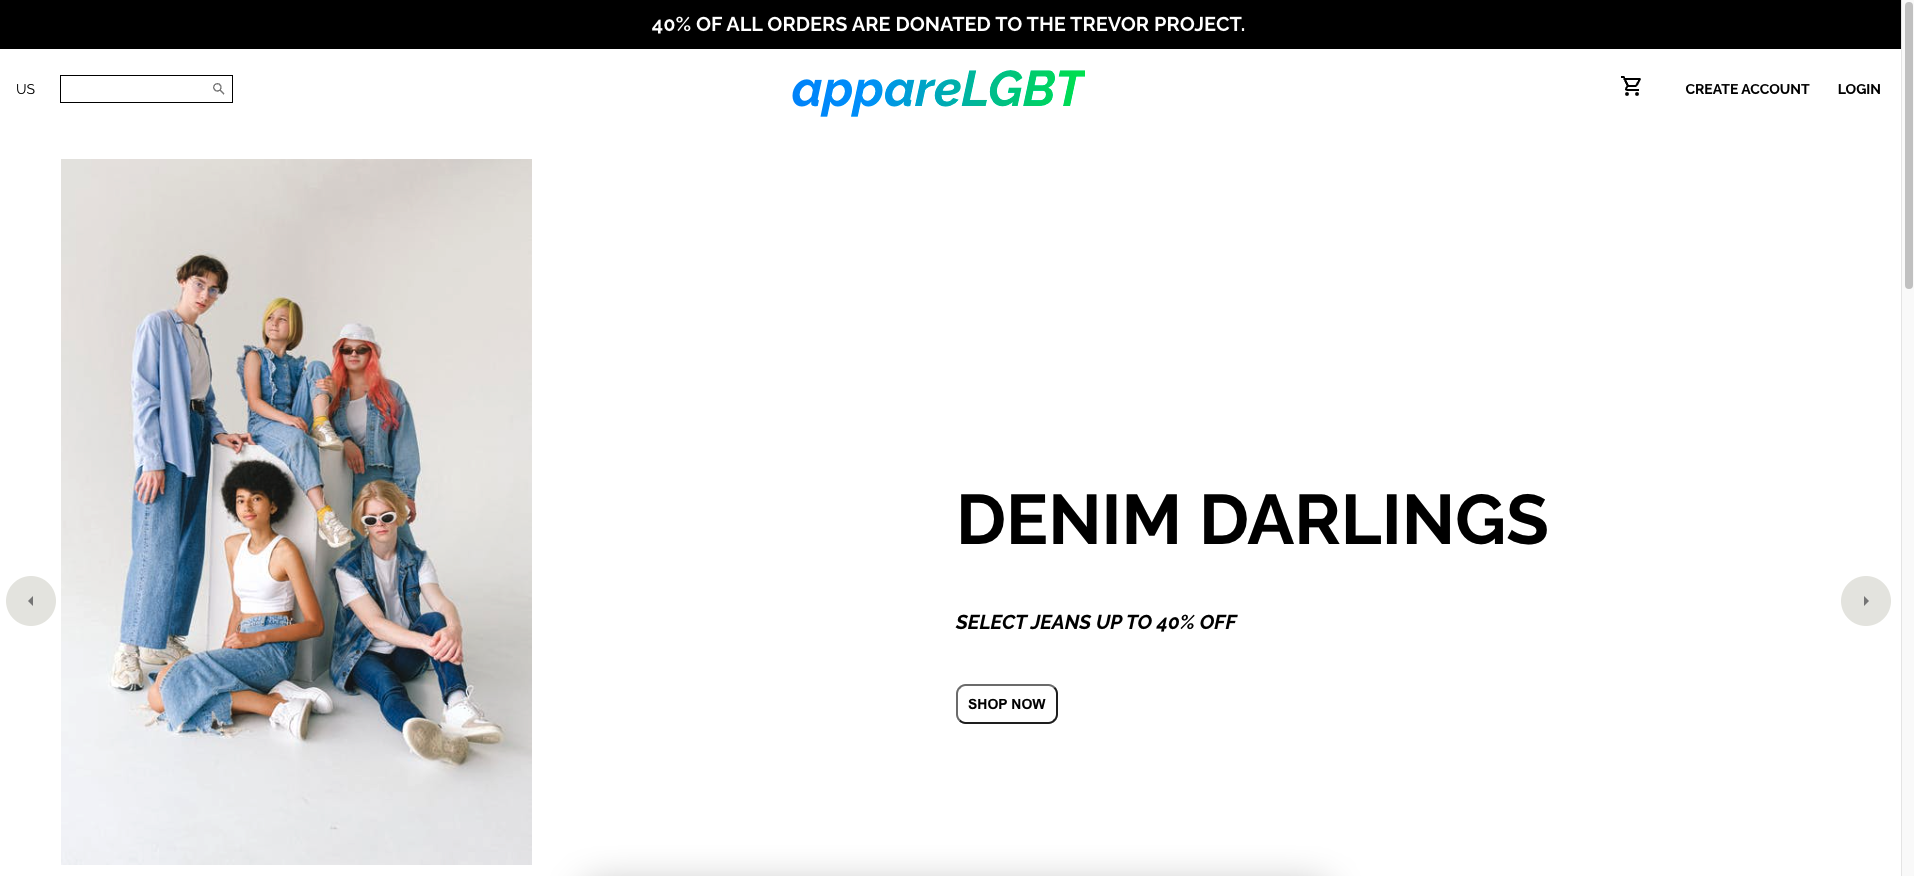 40% OF ALL ORDERS ARE DONATED TO THE TREVOR PROJECT.
US
appareLGBT
CREATE ACCOUNT
LOGIN
DENIM DARLINGS
SELECT JEANS UP TO 40% OFF
SHOP NOW